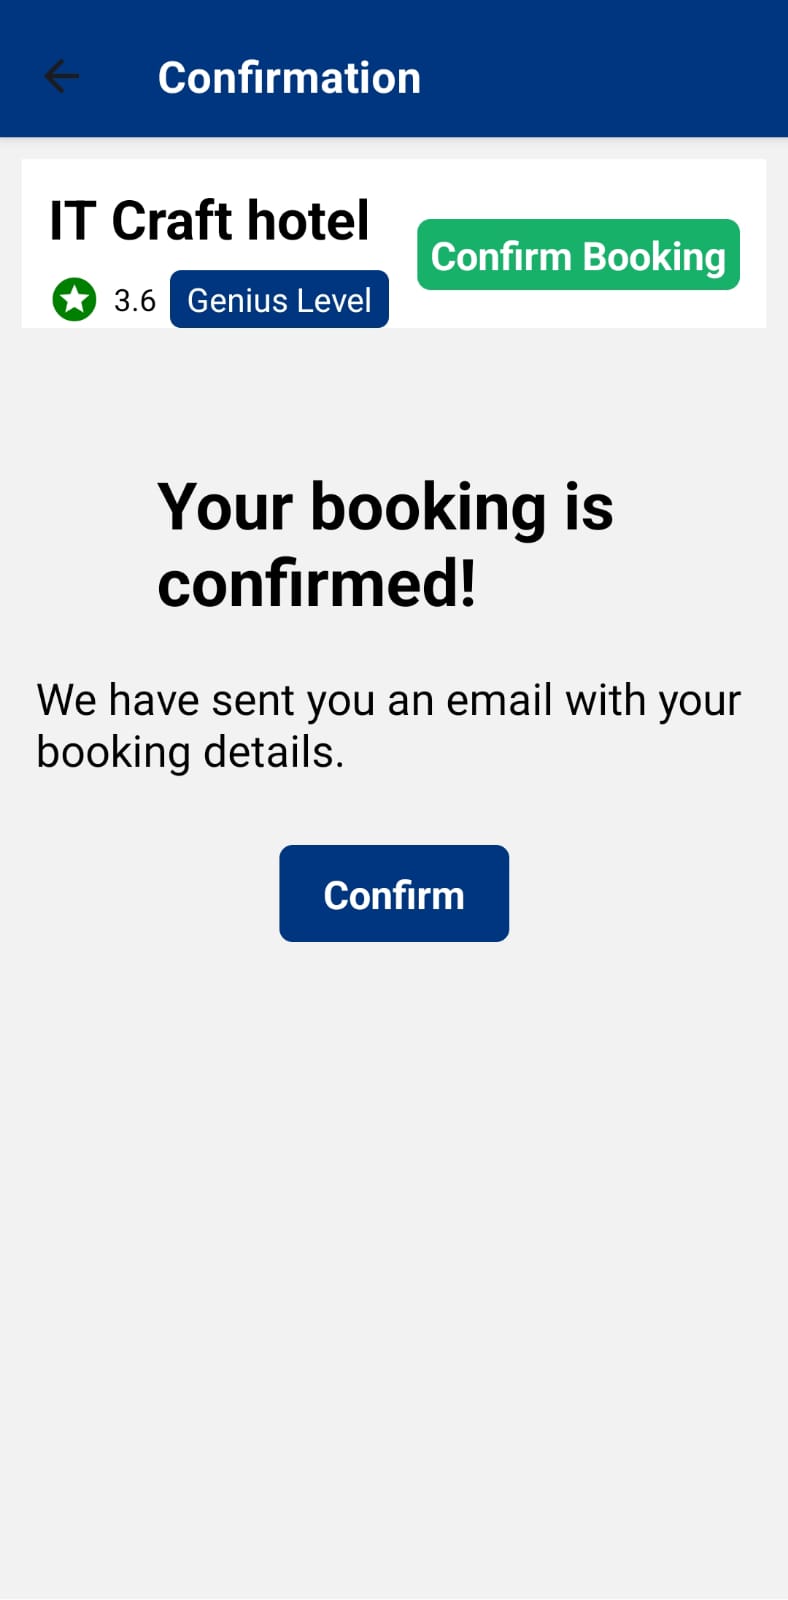 Confirmation
IT Craft hotel
Confirm Booking
3.6 Genius Level
Your booking is
confirmed!
We have sent you an email with your
booking details.
Confirm